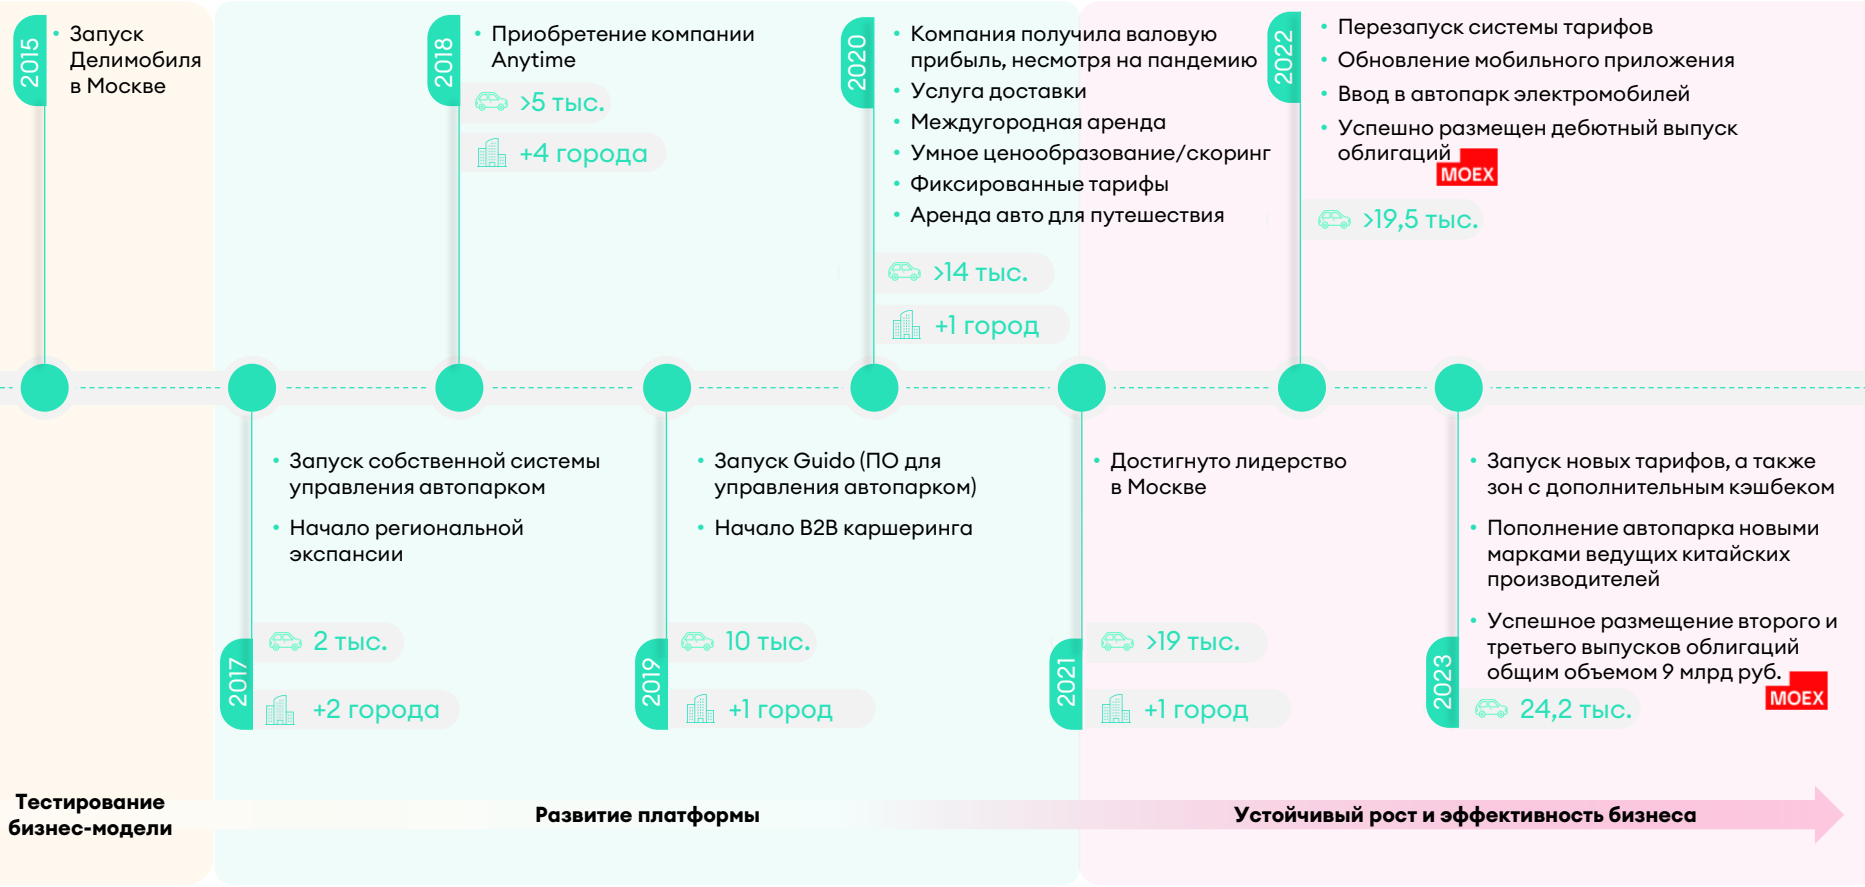 2015
Запуск
Делимобиля
в Москве
2018
Приобретение компании
Anytime
>5 тыс.
+4 города
2020
Компания получила валовую
прибыль, несмотря на пандемию
Услуга доставки
Междугородная аренда
Умное ценообразование/скоринг
Фиксированные тарифы
Аренда авто для путешествия
>14 тыс.
+1 город
2022
Перезапуск системы тарифов
Обновление мобильного приложения
Ввод в автопарк электромобилей
Успешно размещен дебютный выпуск
облигаций
MOEX
>19,5 тыс.
2017
Запуск собственной системы
управления автопарком
Начало региональной
экспансии
2 тыс.
+2 города
2019
Запуск Guido (ПО для
управления автопарком)
Начало B2B каршеринга
10 тыс.
+1 город
2021
Достигнуто лидерство
в Москве
>19 тыс.
+1 город
2023
Запуск новых тарифов, а также
зон с дополнительным кэшбеком
Пополнение автопарка новыми
марками ведущих китайских
производителей
Успешное размещение второго и
третьего выпусков облигаций
общим объемом 9 млрд руб.
MOEX
24,2 тыс.
Тестирование
бизнес-модели
Развитие платформы
Устойчивый рост и эффективность бизнеса